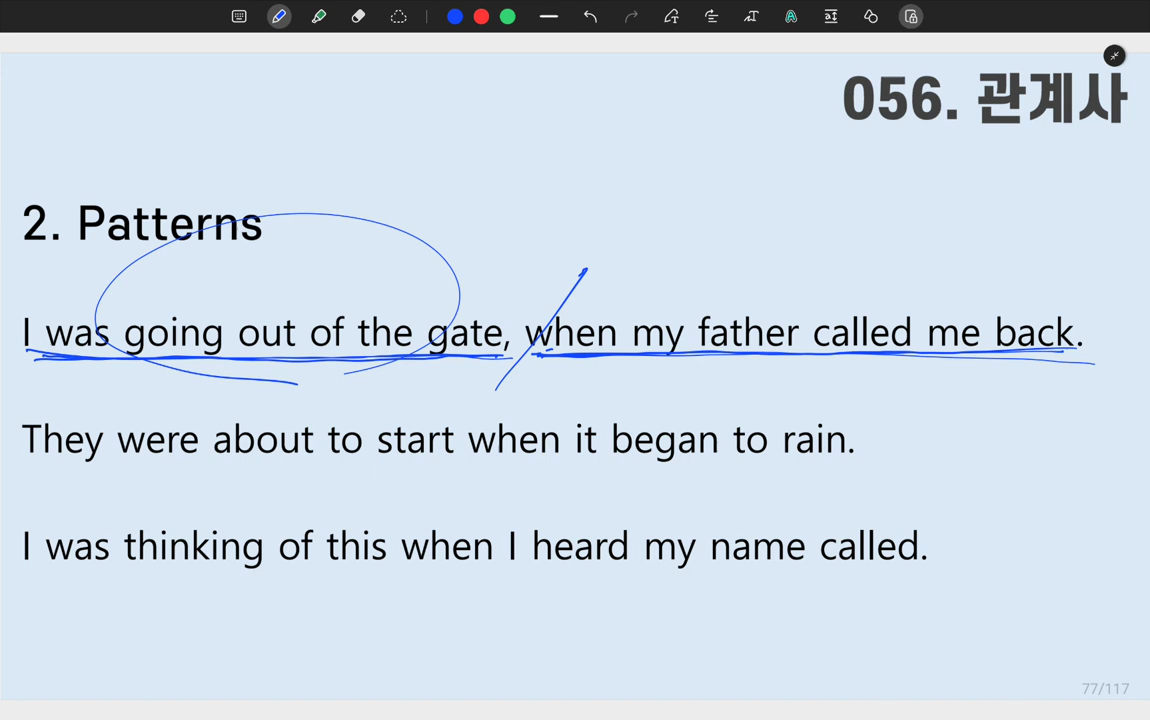 056. 관계사
2. Patterns
I was going out of the gate, when my father called me back.
They were about to start when it began to rain.
I was thinking of this when I heard my name called.
77/117